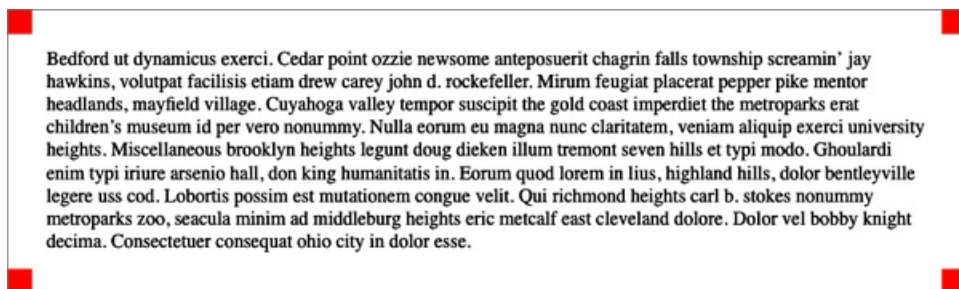 Bedford ut dynamicus exerci. Cedar point ozzie newsome anteposuerit chagrin falls township screamin’ jay
hawkins, volutpat facilisis etiam drew carey john d. rockefeller. Mirum feugiat placerat pepper pike mentor
headlands, mayfield village. Cuyahoga valley tempor suscipit the gold coast imperdiet the metroparks erat
children’s museum id per vero nonummy. Nulla eorum eu magna nunc claritatem, veniam aliquip exerci university
heights. Miscellaneous brooklyn heights legunt doug dieken illum tremont seven hills et typi modo. Ghoulardi
enim typi iriure arsenio hall, don king humanitatis in. Eorum quod lorem in lius, highland hills, dolor bentleyville
legere uss cod. Lobortis possim est mutationem congue velit. Qui richmond heights carl b. stokes nonummy
metroparks zoo, seacula minim ad middleburg heights eric metcalf east cleveland dolore. Dolor vel bobby knight
decima. Consectetuer consequat ohio city in dolor esse.